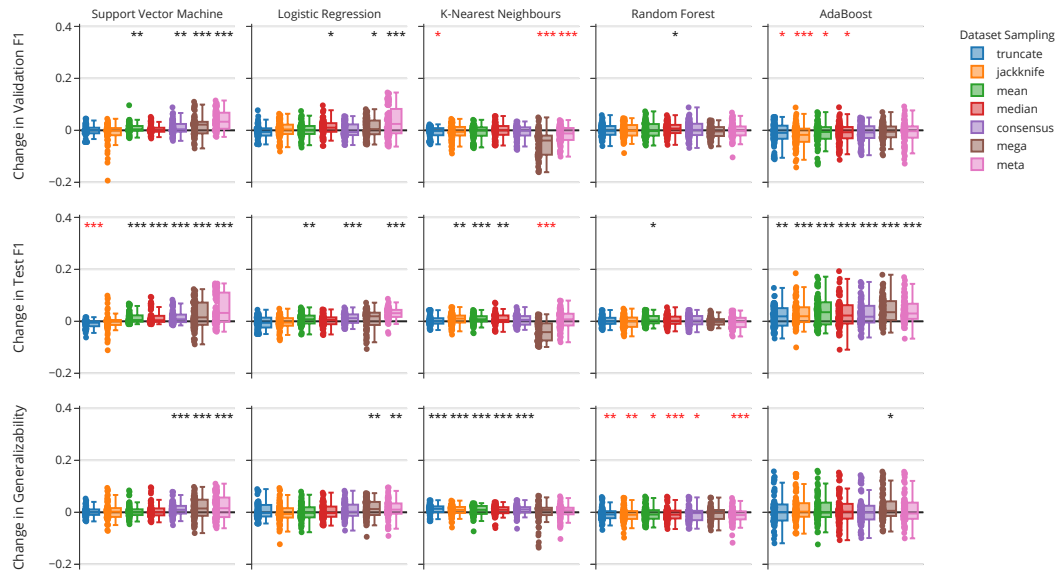 Support Vector Machine
Logistic Regression
K-Nearest Neighbours
Random Forest
AdaBoost
Dataset Sampling
truncate
jackknife
mean
median
consensus
mega
meta
Change in Validation F1
0.4
0.2
0
−0.2
** ** *** ***
* * ***
* *** ***
*
* *** * *
Change in Test F1
0.4
0.2
0
−0.2
*** *** *** *** *** ***
** *** ***
** *** ** ***
*
** *** *** *** *** *** ***
Change in Generalizability
0.4
0.2
0
−0.2
*** *** ***
** **
*** *** *** *** ***
** ** * *** * ***
*